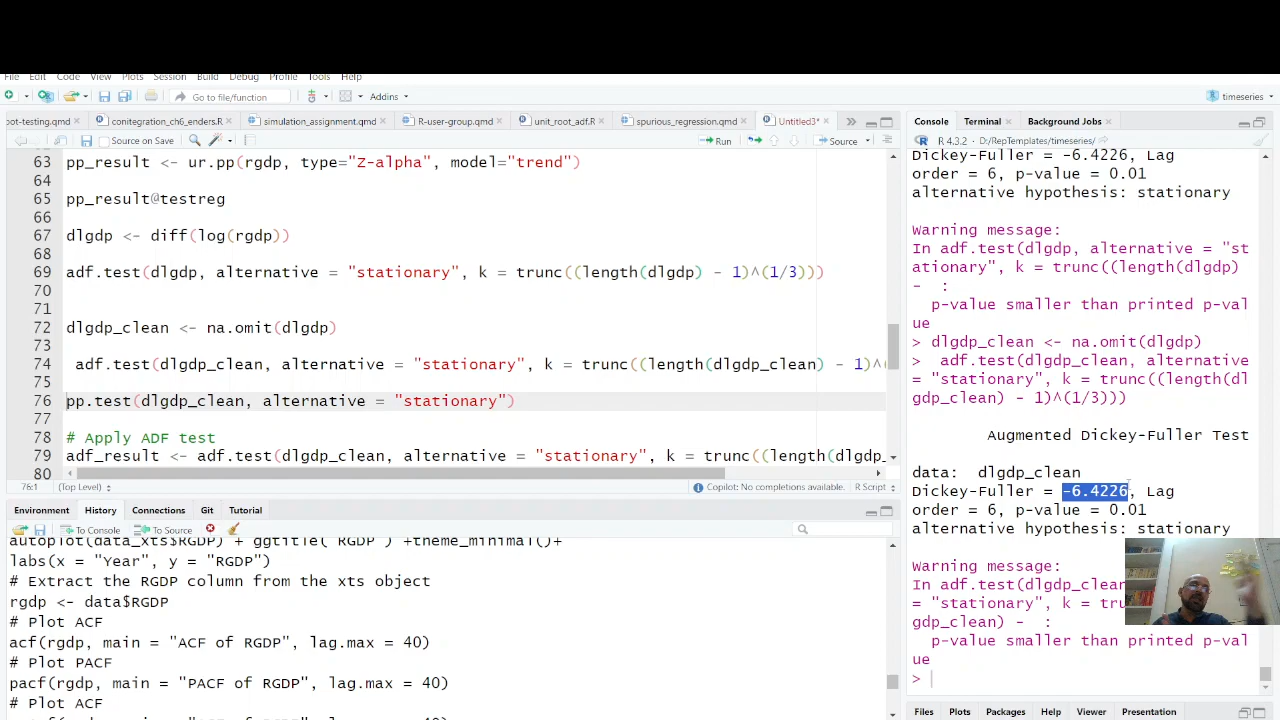 File Edit Code View Plots Session Build Debug Profile Tools Help
Go to file/function
Addins
timeseries
oot-testing.qmd
conitegration_ch6_enders.R
simulation_assignment.qmd
R-user-group.qmd
unit_root_adf.R
spurious_regression.qmd
Untitled3*
Source on Save
Run
Source
63 pp_result <- ur.pp(rgdp, type="Z-alpha", model="trend")
64
65 pp_result@testreg
66
67 dlgdp <- diff(log(rgdp))
68
69 adf.test(dlgdp, alternative = "stationary", k = trunc((length(dlgdp) - 1)^(1/3)))
70
71
72 dlgdp_clean <- na.omit(dlgdp)
73
74 adf.test(dlgdp_clean, alternative = "stationary", k = trunc((length(dlgdp_clean) - 1)^(
75
76 pp.test(dlgdp_clean, alternative = "stationary")
77
78 # Apply ADF test
79 adf_result <- adf.test(dlgdp_clean, alternative = "stationary", k = trunc((length(dlgdp_
80
76:1 (Top Level)
Copilot: No completions available.
R Script
Environment History Connections Git Tutorial
To Console To Source
autoplot(data_xts$RGDP) + ggtitle( RGDP ) +theme_minimal()+
labs(x = "Year", y = "RGDP")
# Extract the RGDP column from the xts object
rgdp <- data$RGDP
# Plot ACF
acf(rgdp, main = "ACF of RGDP", lag.max = 40)
# Plot PACF
pacf(rgdp, main = "PACF of RGDP", lag.max = 40)
# Plot ACF
Console Terminal Background Jobs
R 4.3.2 · D:/RepTemplates/timeseries/
Dickey-Fuller = -6.4226, Lag
order = 6, p-value = 0.01
alternative hypothesis: stationary
Warning message:
In adf.test(dlgdp, alternative = "st
ationary", k = trunc((length(dlgdp)
- :
p-value smaller than printed p-val
ue
> dlgdp_clean <- na.omit(dlgdp)
> adf.test(dlgdp_clean, alternative
= "stationary", k = trunc((length(dl
gdp_clean) - 1)^(1/3)))
Augmented Dickey-Fuller Test
data: dlgdp_clean
Dickey-Fuller = -6.4226, Lag
order = 6, p-value = 0.01
alternative hypothesis: stationary
Warning message:
In adf.test(dlgdp_clean
= "stationary", k = tru
gdp_clean) - :
p-value smaller than printed p-val
ue
>
Files Plots Packages Help Viewer Presentation